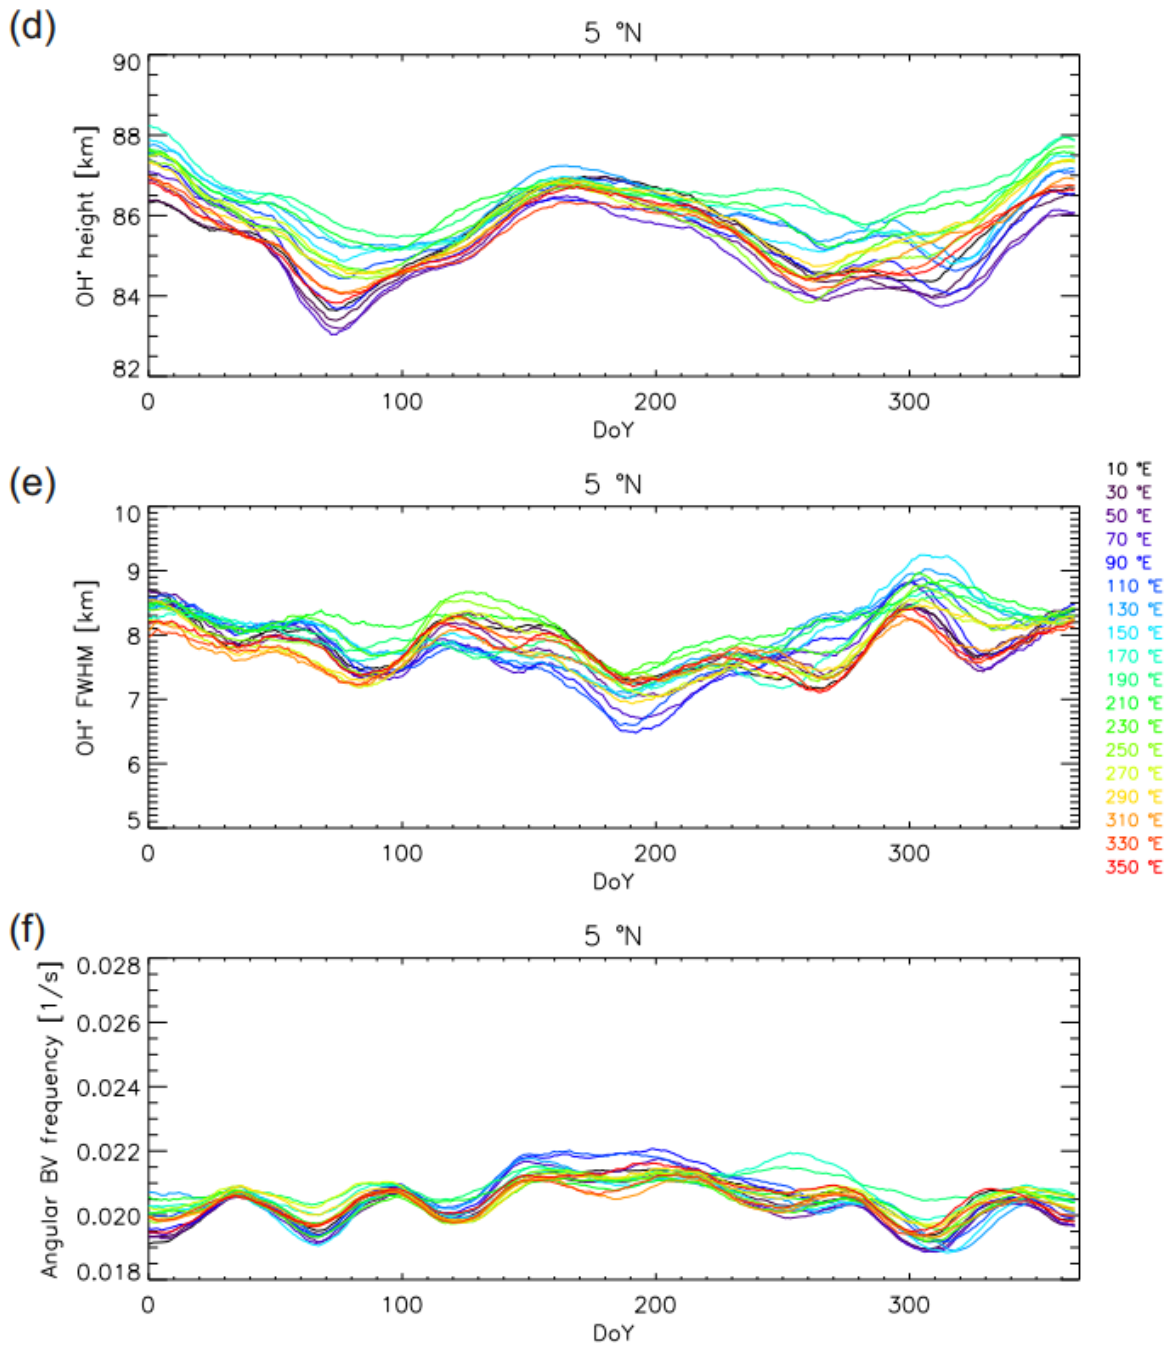 (d)
5 °N
OH* height [km]
90
88
86
84
82
0 100 200 300
DoY
(e)
5 °N
OH* FWHM [km]
10
9
8
7
6
5
0 100 200 300
DoY
10 °E
30 °E
50 °E
70 °E
90 °E
110 °E
130 °E
150 °E
170 °E
190 °E
210 °E
230 °E
250 °E
270 °E
290 °E
310 °E
330 °E
350 °E
(f)
5 °N
Angular BV frequency [1/s]
0.028
0.026
0.024
0.022
0.020
0.018
0 100 200 300
DoY